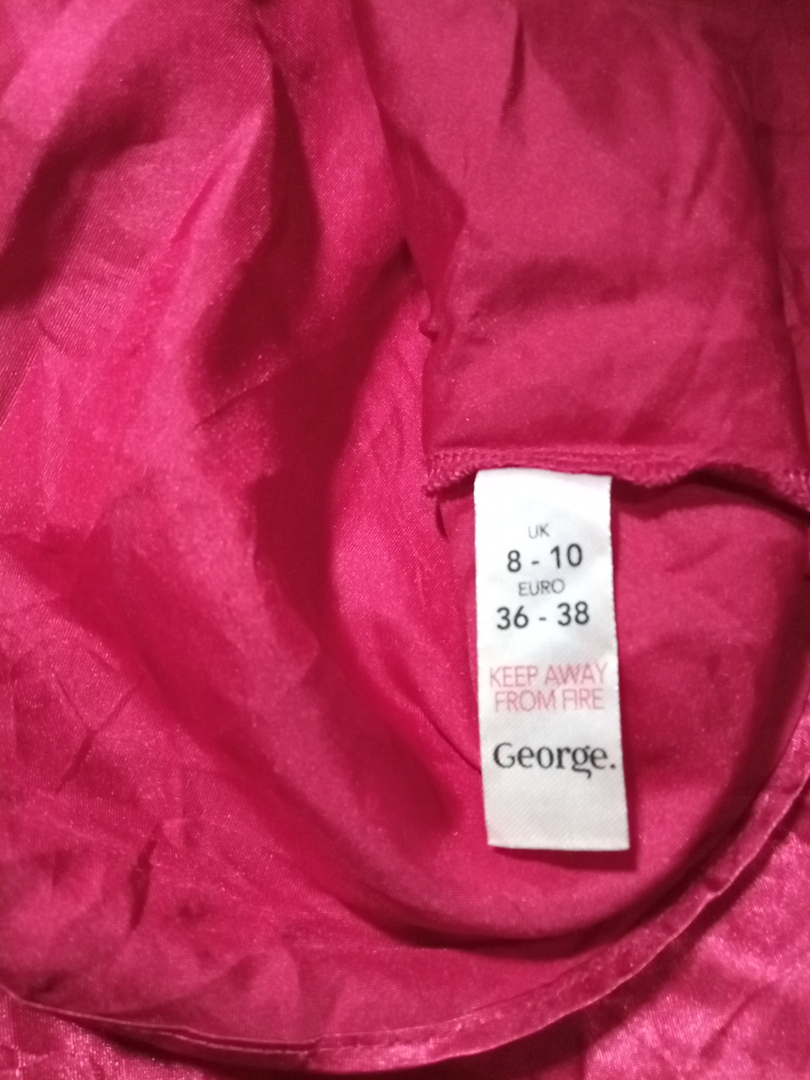 UK
8 - 10
EURO
36 - 38
KEEP AWAY
FROM FIRE
George.